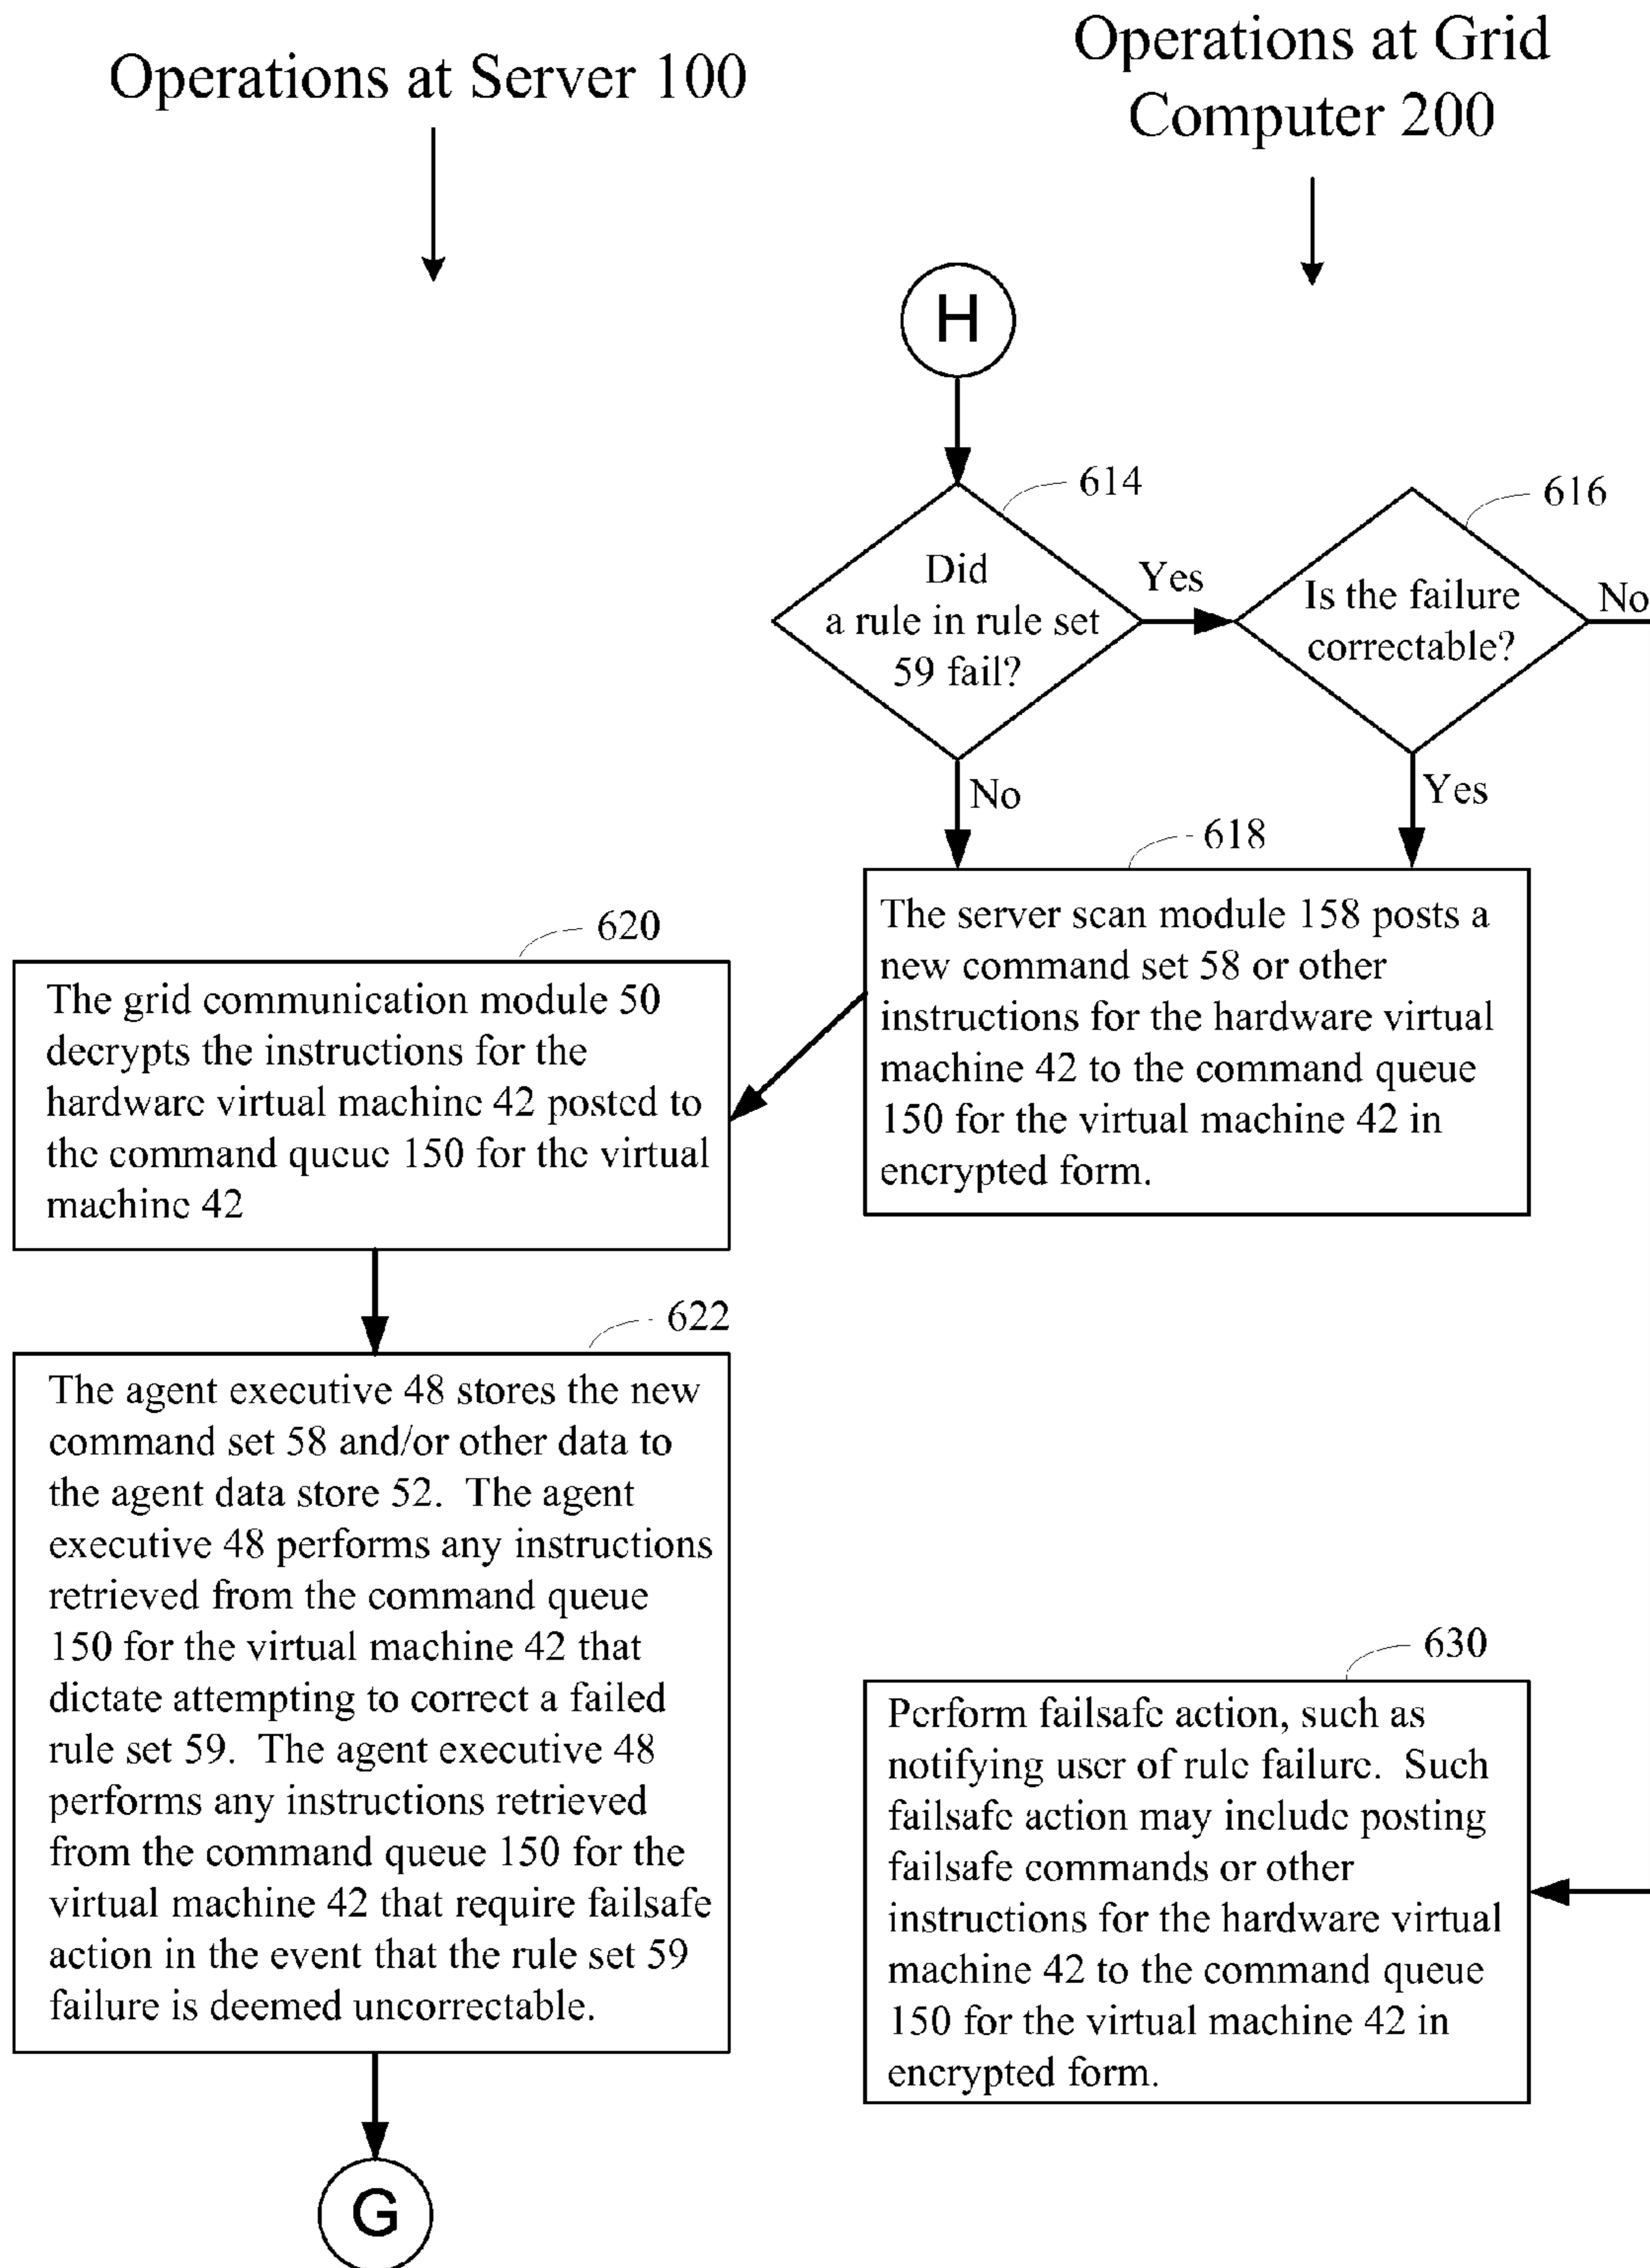 Operations at Server 100
Operations at Grid
Computer 200
H
614
616
Did
a rule in rule set
59 fail?
Yes
Is the failure
correctable?
No
No
Yes
618
The server scan module 158 posts a
new command set 58 or other
instructions for the hardware virtual
machine 42 to the command queue
150 for the virtual machine 42 in
encrypted form.
620
The grid communication module 50
decrypts the instructions for the
hardware virtual machine 42 posted to
the command queue 150 for the virtual
machine 42
622
The agent executive 48 stores the new
command set 58 and/or other data to
the agent data store 52.  The agent
executive 48 performs any instructions
retrieved from the command queue
150 for the virtual machine 42 that
dictate attempting to correct a failed
rule set 59.  The agent executive 48
performs any instructions retrieved
from the command queue 150 for the
virtual machine 42 that require failsafe
action in the event that the rule set 59
failure is deemed uncorrectable.
630
Perform failsafe action, such as
notifying user of rule failure.  Such
failsafe action may include posting
failsafe commands or other
instructions for the hardware virtual
machine 42 to the command queue
150 for the virtual machine 42 in
encrypted form.
G